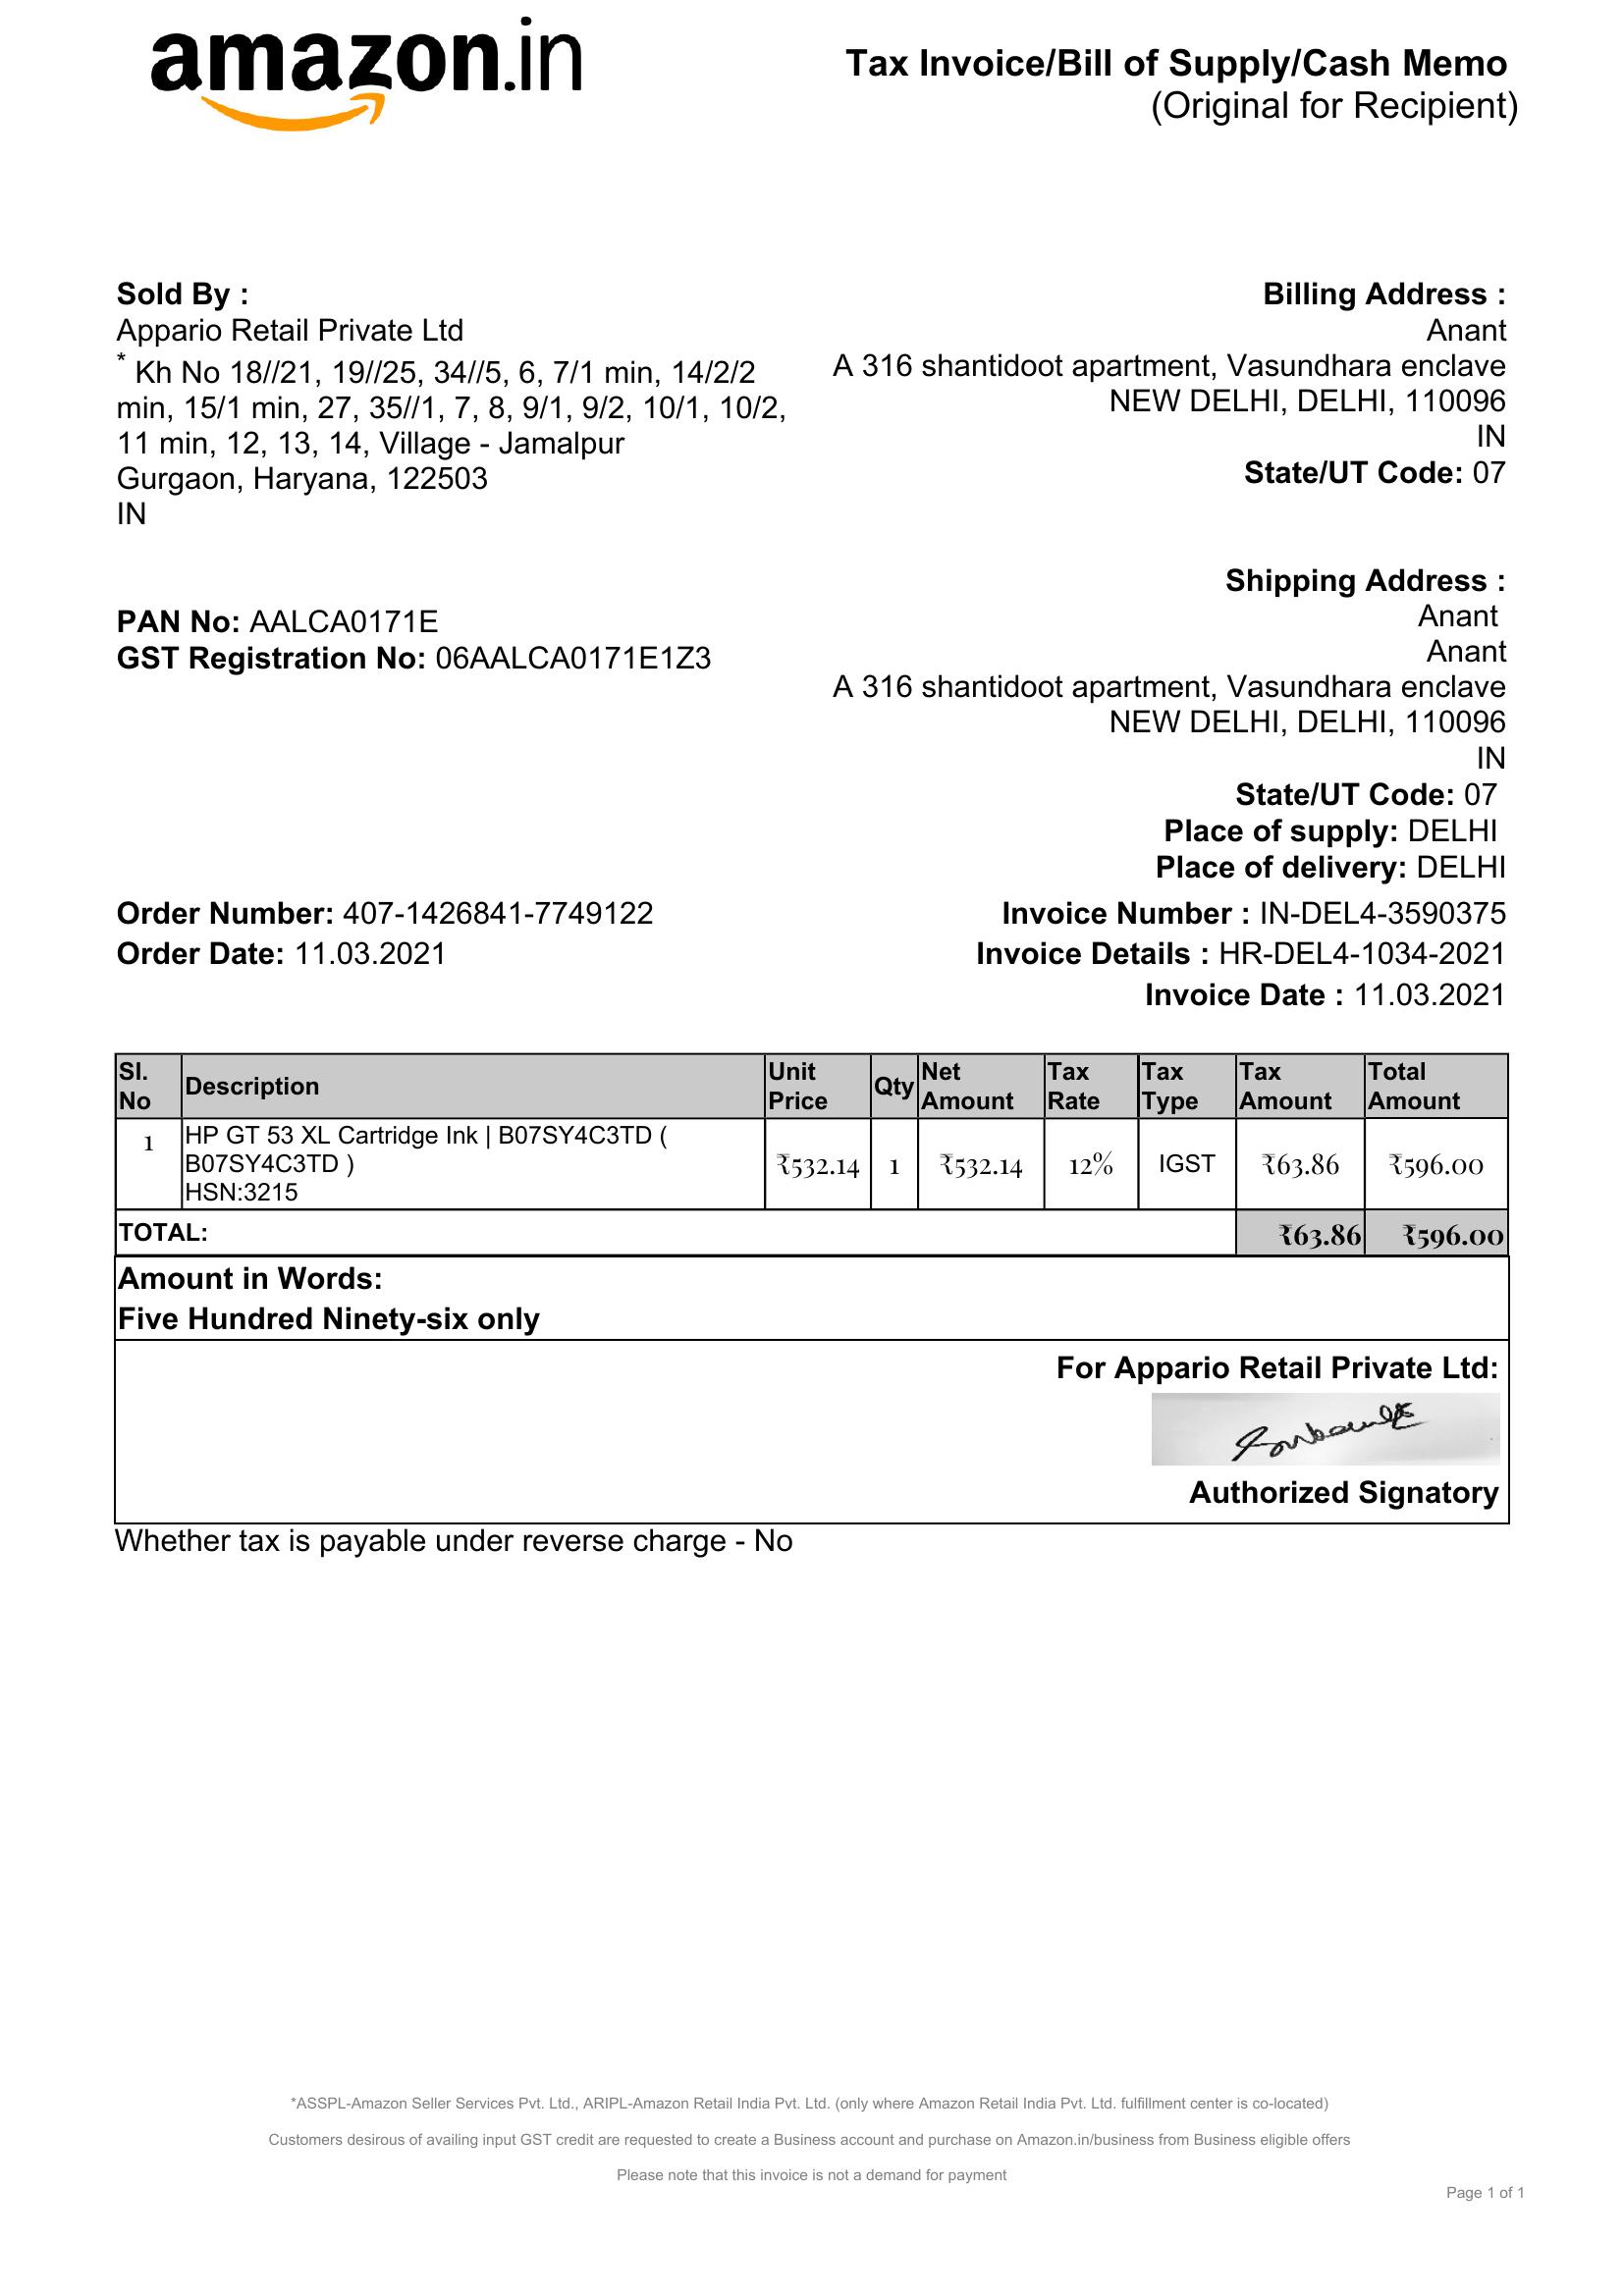 amazon.in
Tax Invoice/Bill of Supply/Cash Memo
(Original for Recipient)
Sold By :
Appario Retail Private Ltd
* Kh No 18//21, 19//25, 34//5, 6, 7/1 min, 14/2/2
min, 15/1 min, 27, 35//1, 7, 8, 9/1, 9/2, 10/1, 10/2,
11 min, 12, 13, 14, Village - Jamalpur
Gurgaon, Haryana, 122503
IN
PAN No: AALCA0171E
GST Registration No: 06AALCA0171E1Z3
Billing Address :
Anant
A 316 shantidoot apartment, Vasundhara enclave
NEW DELHI, DELHI, 110096
IN
State/UT Code: 07
Shipping Address :
Anant
Anant
A 316 shantidoot apartment, Vasundhara enclave
NEW DELHI, DELHI, 110096
IN
State/UT Code: 07
Place of supply: DELHI
Place of delivery: DELHI
Order Number: 407-1426841-7749122
Order Date: 11.03.2021
Invoice Number : IN-DEL4-3590375
Invoice Details : HR-DEL4-1034-2021
Invoice Date : 11.03.2021
Sl. No Description Unit Price Qty Net Amount Tax Rate Tax Type Tax Amount Total Amount
1 HP GT 53 XL Cartridge Ink | B07SY4C3TD (
B07SY4C3TD )
HSN:3215
₹532.14 1 ₹532.14 12% IGST ₹63.86 ₹596.00
TOTAL: ₹63.86 ₹596.00
Amount in Words:
Five Hundred Ninety-six only
For Appario Retail Private Ltd:
Authorized Signatory
Whether tax is payable under reverse charge - No
*ASSPL-Amazon Seller Services Pvt. Ltd., ARIPL-Amazon Retail India Pvt. Ltd. (only where Amazon Retail India Pvt. Ltd. fulfillment center is co-located)
Customers desirous of availing input GST credit are requested to create a Business account and purchase on Amazon.in/business from Business eligible offers
Please note that this invoice is not a demand for payment
Page 1 of 1